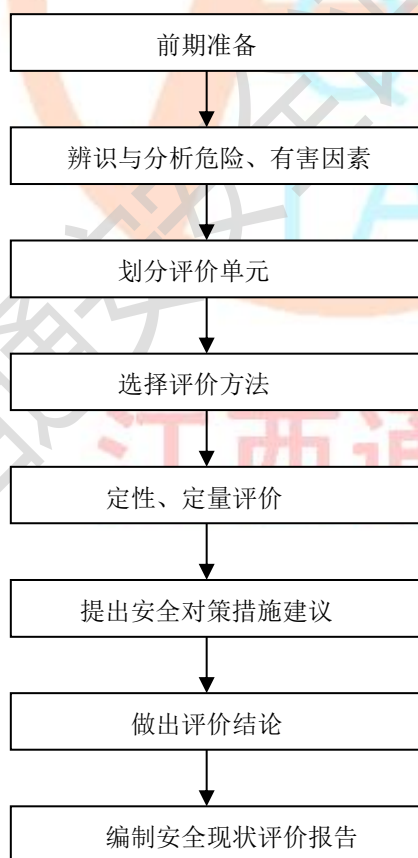 前期准备
辨识与分析危险、有害因素
划分评价单元
选择评价方法
定性、定量评价
提出安全对策措施建议
做出评价结论
编制安全现状评价报告
江西通